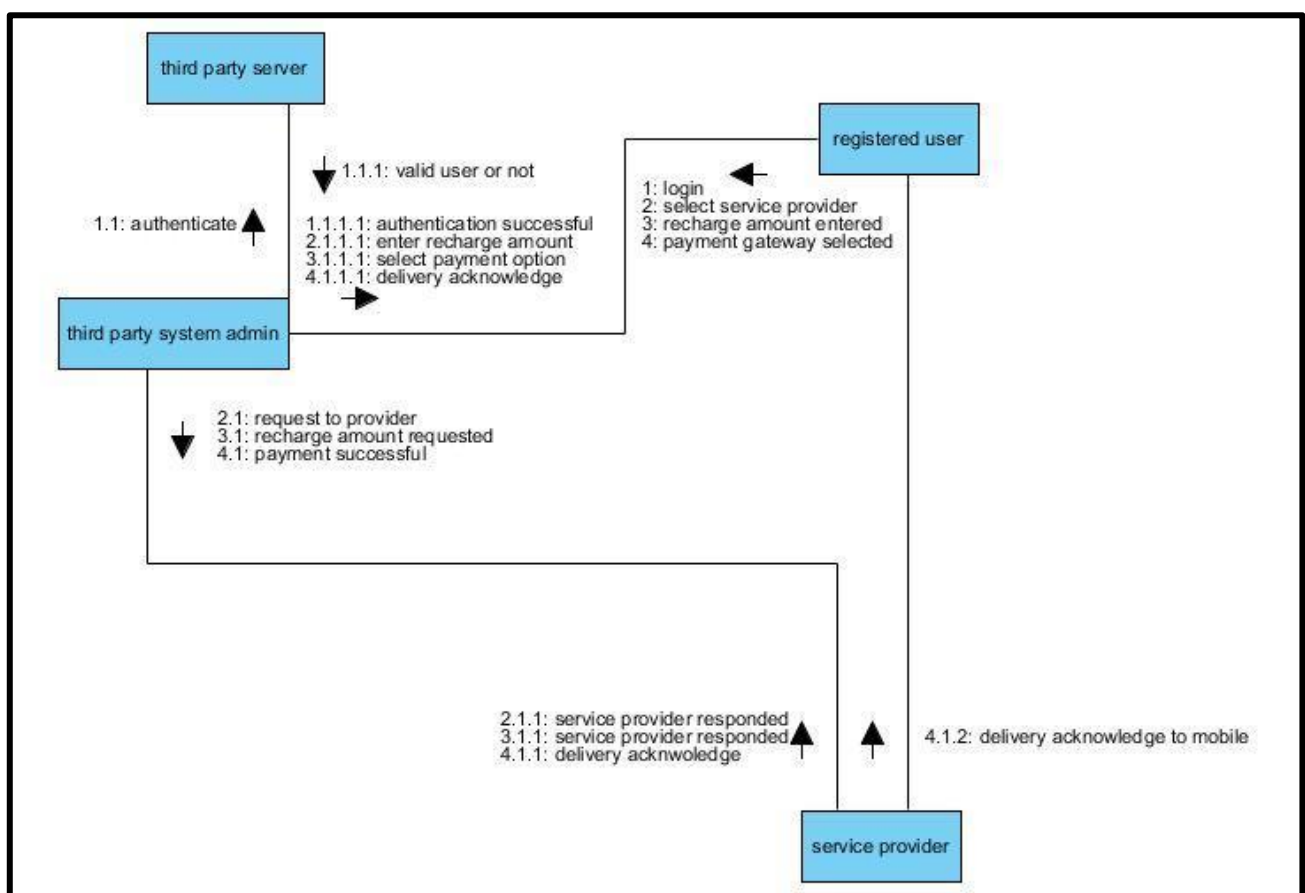 third party server
registered user
1.1.1: valid user or not
1: login
2: select service provider
3: recharge amount entered
4: payment gateway selected
1.1: authenticate
1.1.1.1: authentication successful
2.1.1.1: enter recharge amount
3.1.1.1: select payment option
4.1.1.1: delivery acknowledge
third party system admin
2.1: request to provider
3.1: recharge amount requested
4.1: payment successful
2.1.1: service provider responded
3.1.1: service provider responded
4.1.1: delivery acknwoledge
4.1.2: delivery acknowledge to mobile
service provider